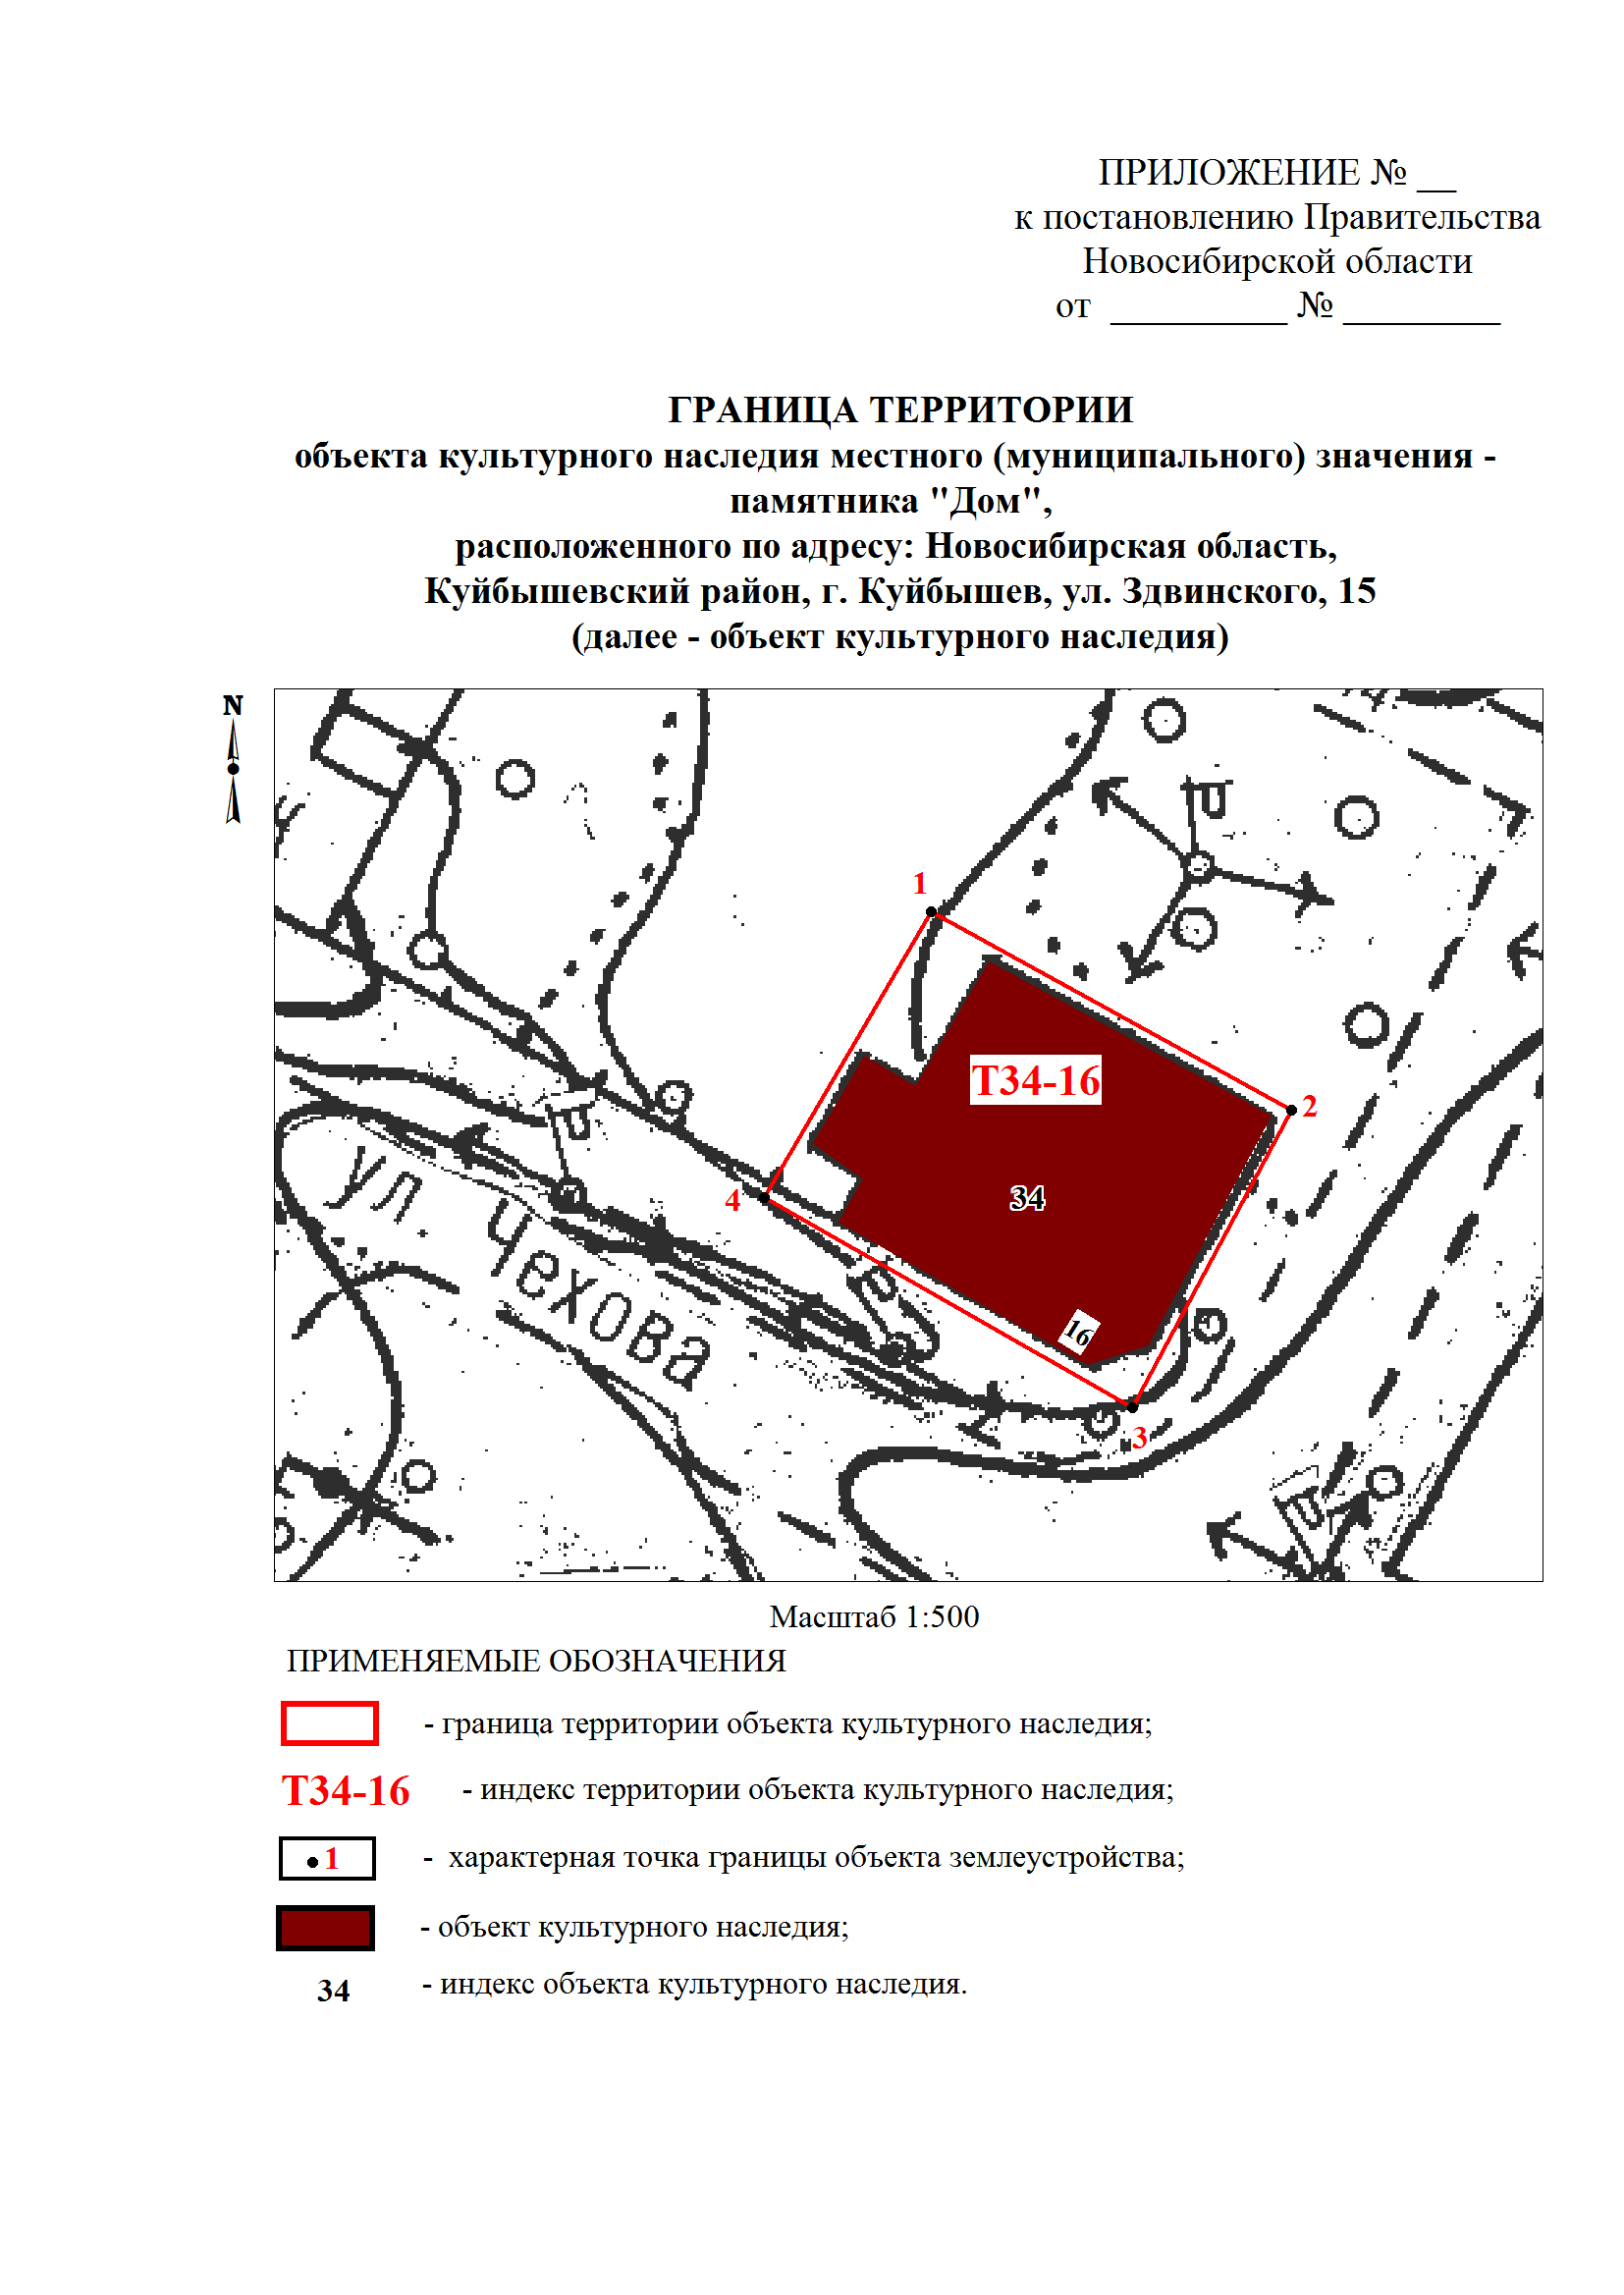 ПРИЛОЖЕНИЕ № __
к постановлению Правительства
Новосибирской области
от _________ № ________
ГРАНИЦА ТЕРРИТОРИИ
объекта культурного наследия местного (муниципального) значения -
памятника "Дом",
расположенного по адресу: Новосибирская область,
Куйбышевский район, г. Куйбышев, ул. Здвинского, 15
(далее - объект культурного наследия)
N
1
Т34-16
2
34
4
ул. Чехова
16
3
Масштаб 1:500
ПРИМЕНЯЕМЫЕ ОБОЗНАЧЕНИЯ
- граница территории объекта культурного наследия;
Т34-16 - индекс территории объекта культурного наследия;
1 - характерная точка границы объекта землеустройства;
- объект культурного наследия;
34 - индекс объекта культурного наследия.